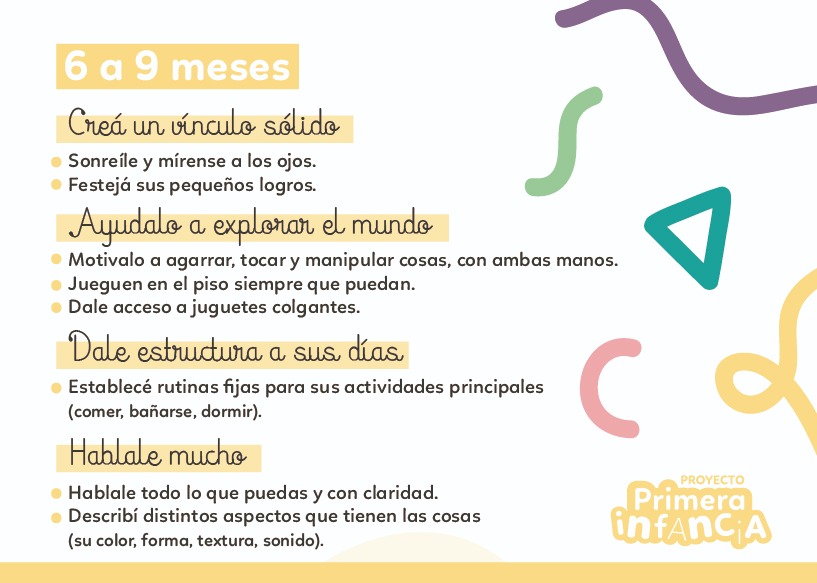 6 a 9 meses
Creá un vínculo sólido
Sonreíle y mírense a los ojos.
Festejá sus pequeños logros.
Ayudalo a explorar el mundo
Motivalo a agarrar, tocar y manipular cosas, con ambas manos.
Jueguen en el piso siempre que puedan.
Dale acceso a juguetes colgantes.
Dale estructura a sus días
Establecé rutinas fijas para sus actividades principales
(comer, bañarse, dormir).
Hablale mucho
Hablale todo lo que puedas y con claridad.
Describí distintos aspectos que tienen las cosas
(su color, forma, textura, sonido).
PROYECTO
Primera
infAnCiA